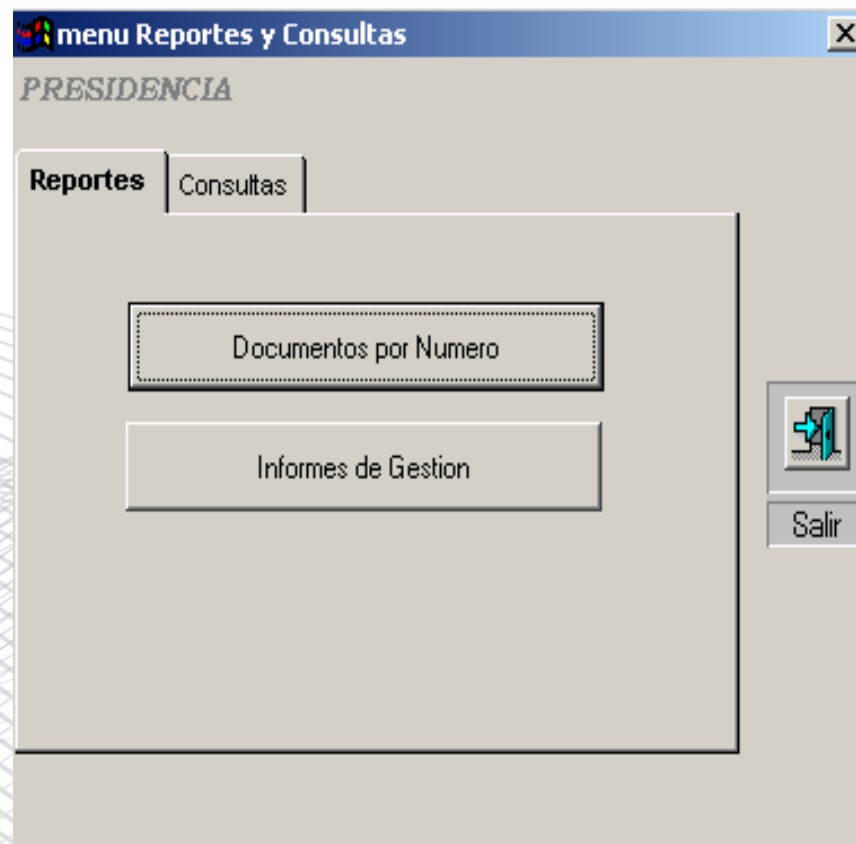 menu Reportes y Consultas
PRESIDENCIA
Reportes
Consultas
Documentos por Numero
Informes de Gestion
Salir